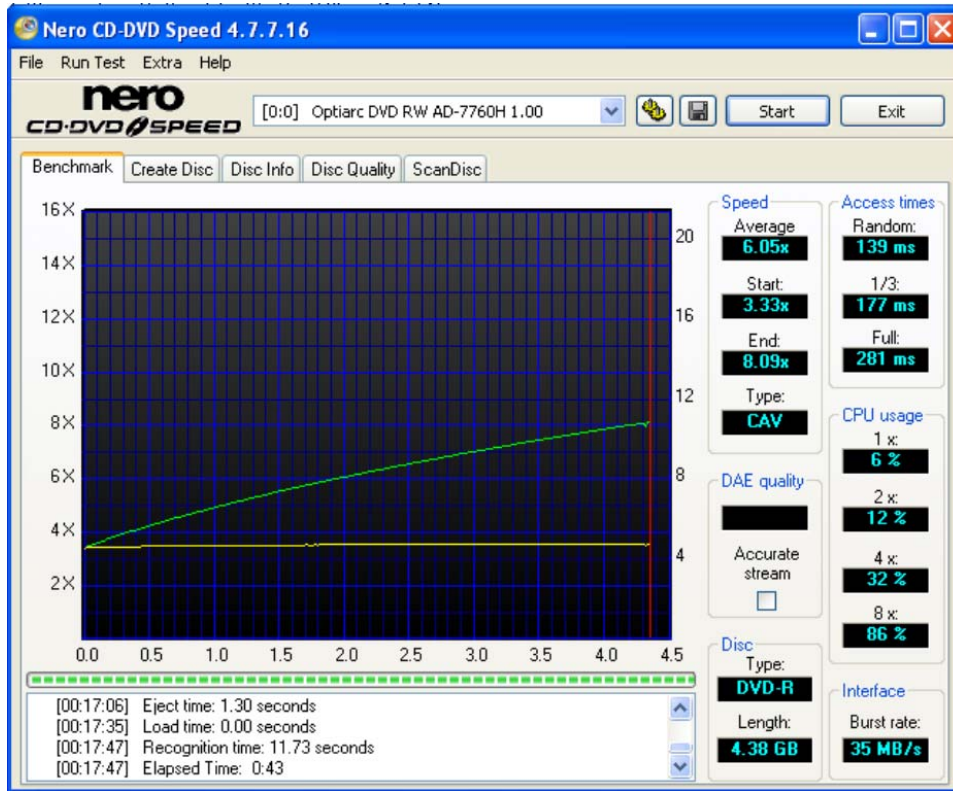 Nero CD-DVD Speed 4.7.7.16
File Run Test Extra Help
nero
CD·DVD SPEED
[0:0] Optiarc DVD RW AD-7760H 1.00
Start
Exit
Benchmark Create Disc Disc Info Disc Quality ScanDisc
16X
14X
12X
10X
8X
6X
4X
2X
20
16
12
8
4
0.0 0.5 1.0 1.5 2.0 2.5 3.0 3.5 4.0 4.5
Speed
Average
6.05x
Start:
3.33x
End:
8.09x
Type:
CAV
DAE quality
Accurate
stream
Disc
Type:
DVD-R
Length:
4.38 GB
Access times
Random:
139 ms
1/3:
177 ms
Full:
281 ms
CPU usage
1 x:
6 %
2 x:
12 %
4 x:
32 %
8 x:
86 %
Interface
Burst rate:
35 MB/s
[00:17:06] Eject time: 1.30 seconds
[00:17:35] Load time: 0.00 seconds
[00:17:47] Recognition time: 11.73 seconds
[00:17:47] Elapsed Time: 0:43